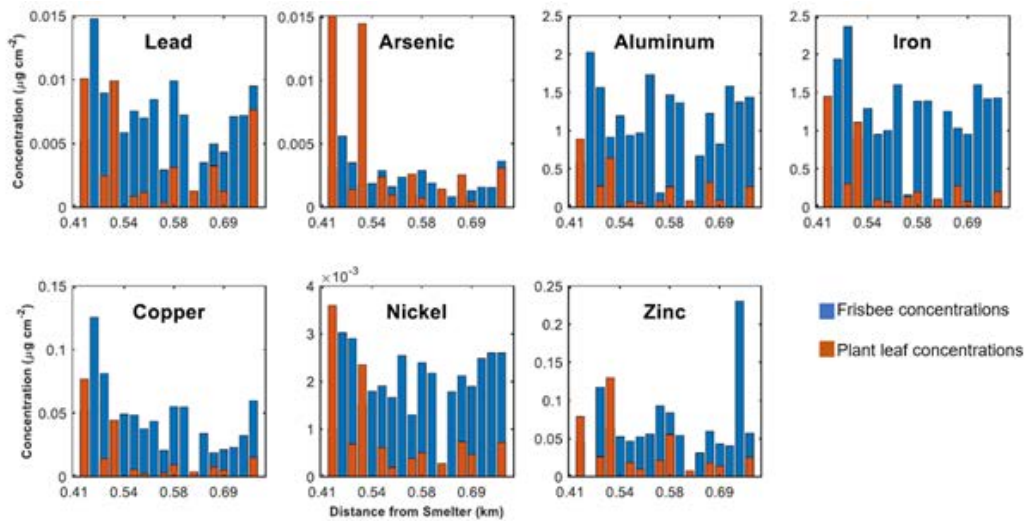 Lead
Concentration (µg cm⁻²)
0.015
0.01
0.005
0
0.41 0.54 0.58 0.69
Arsenic
0.015
0.01
0.005
0
0.41 0.54 0.58 0.69
Aluminum
2.5
2
1.5
1
0.5
0
0.41 0.54 0.58 0.69
Iron
2.5
2
1.5
1
0.5
0
0.41 0.54 0.58 0.69
Copper
Concentration (µg cm⁻²)
0.15
0.1
0.05
0
0.41 0.54 0.58 0.69
Nickel
× 10⁻³
4
2
0
0.41 0.54 0.58 0.69
Distance from Smelter (km)
Zinc
0.25
0.2
0.15
0.1
0.05
0
0.41 0.54 0.58 0.69
Frisbee concentrations
Plant leaf concentrations